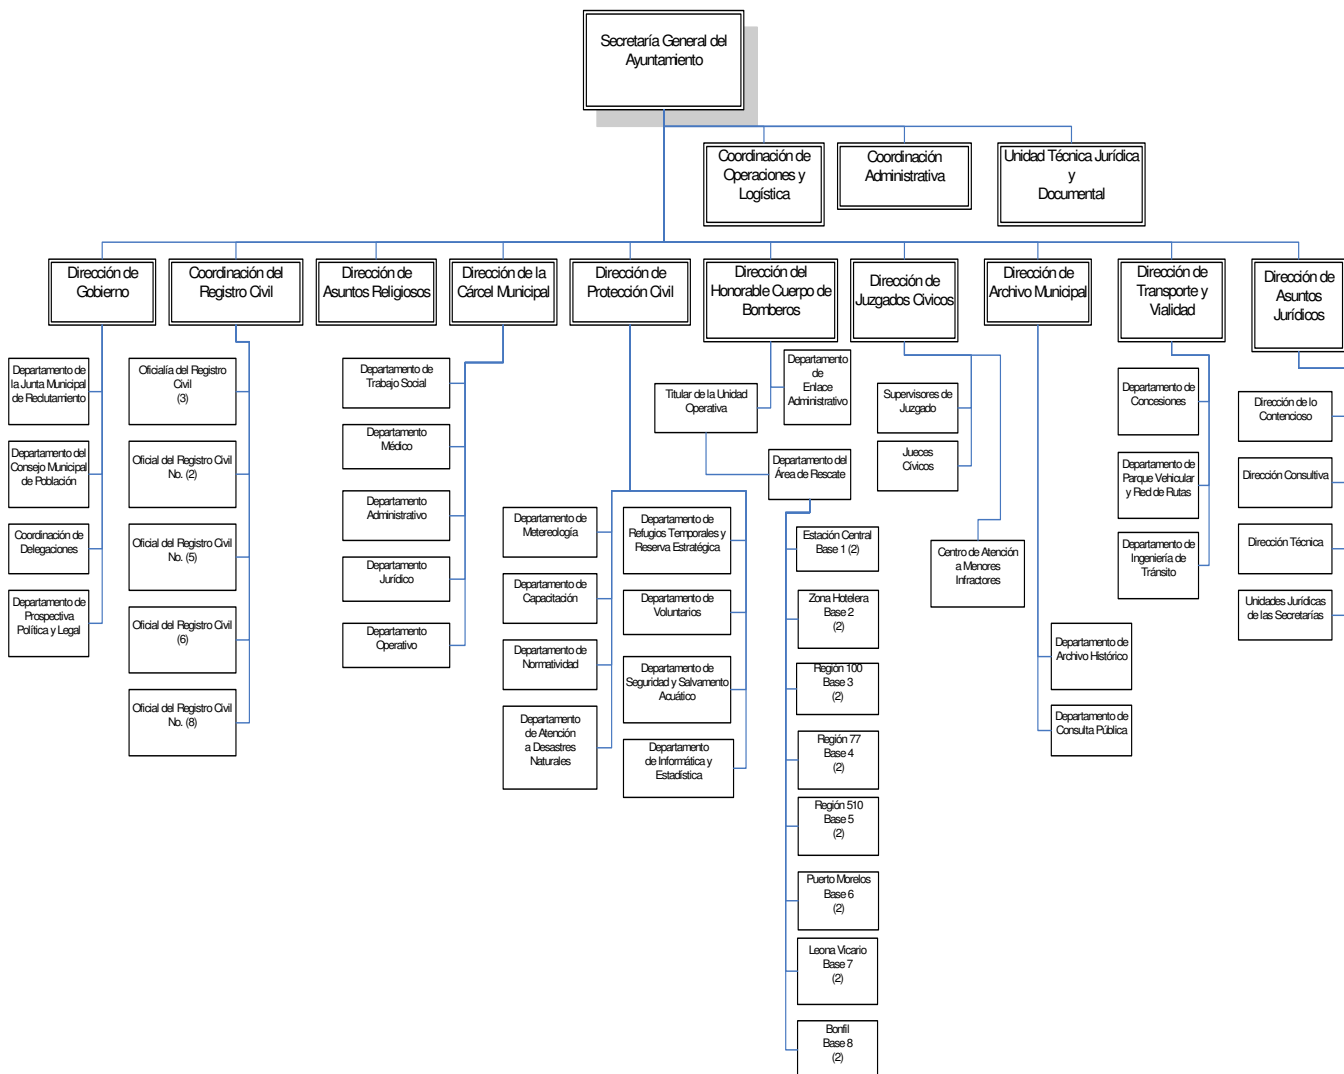 Secretaría General del
Ayuntamiento
Coordinación de
Operaciones y
Logística
Coordinación
Administrativa
Unidad Técnica Jurídica
y
Documental
Dirección de
Gobierno
Coordinación del
Registro Civil
Dirección de
Asuntos Religiosos
Dirección de la
Cárcel Municipal
Dirección de
Protección Civil
Dirección del
Honorable Cuerpo de
Bomberos
Dirección de
Juzgados Cívicos
Dirección de
Archivo Municipal
Dirección de
Transporte y
Vialidad
Dirección de
Asuntos
Jurídicos
Departamento de
la Junta Municipal
de Reclutamiento
Departamento del
Consejo Municipal
de Población
Coordinación de
Delegaciones
Departamento de
Prospectiva
Política y Legal
Oficialía del Registro
Civil
(3)
Oficial del Registro Civil
No. (2)
Oficial del Registro Civil
No. (5)
Oficial del Registro Civil
(6)
Oficial del Registro Civil
No. (8)
Departamento de
Trabajo Social
Departamento
Médico
Departamento
Administrativo
Departamento
Jurídico
Departamento
Operativo
Departamento de
Metereología
Departamento de
Capacitación
Departamento de
Normatividad
Departamento
de Atención
a Desastres
Naturales
Departamento de
Refugios Temporales y
Reserva Estratégica
Departamento de
Voluntarios
Departamento de
Seguridad y Salvamento
Acuático
Departamento
de Informática y
Estadística
Titular de la Unidad
Operativa
Departamento
de
Enlace
Administrativo
Departamento del
Área de Rescate
Estación Central
Base 1 (2)
Zona Hotelera
Base 2
(2)
Región 100
Base 3
(2)
Región 77
Base 4
(2)
Región 510
Base 5
(2)
Puerto Morelos
Base 6
(2)
Leona Vicario
Base 7
(2)
Bonfil
Base 8
(2)
Supervisores de
Juzgado
Jueces
Cívicos
Centro de Atención
a Menores
Infractores
Departamento de
Archivo Histórico
Departamento de
Consulta Pública
Departamento de
Concesiones
Departamento de
Parque Vehicular
y Red de Rutas
Departamento de
Ingeniería de
Tránsito
Dirección de lo
Contencioso
Dirección Consultiva
Dirección Técnica
Unidades Jurídicas
de las Secretarías